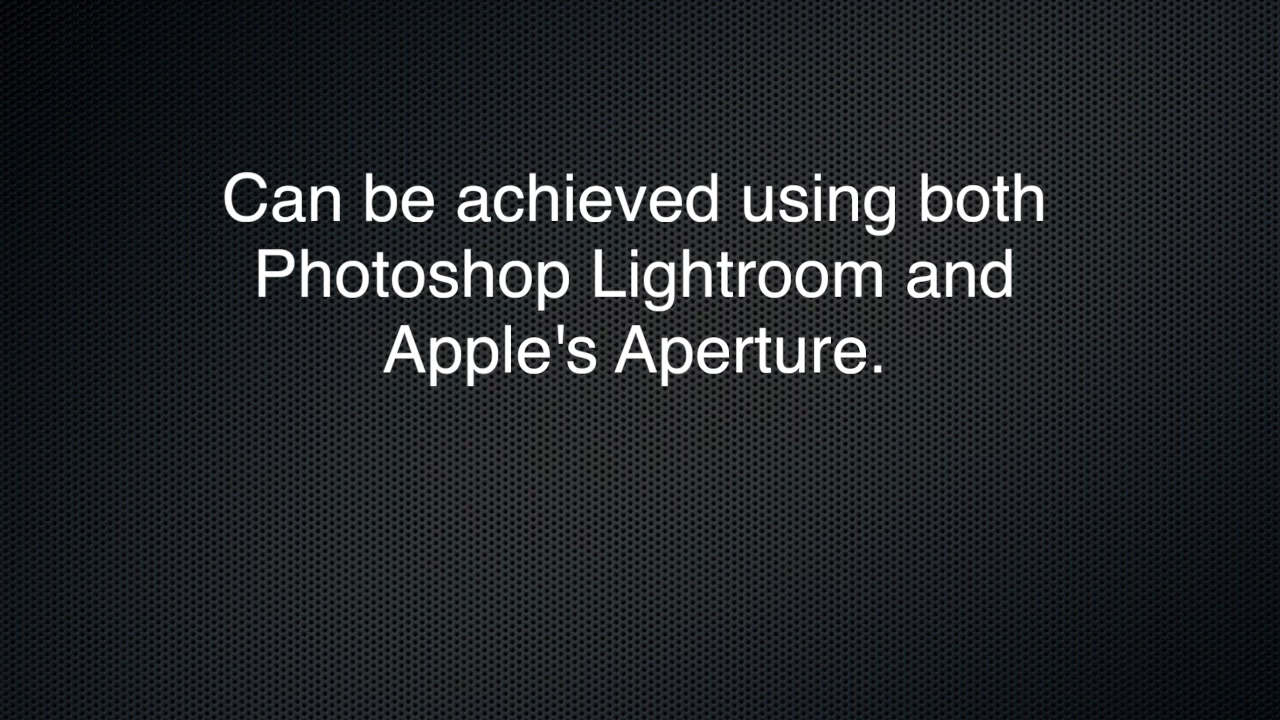 Can be achieved using both
Photoshop Lightroom and
Apple's Aperture.